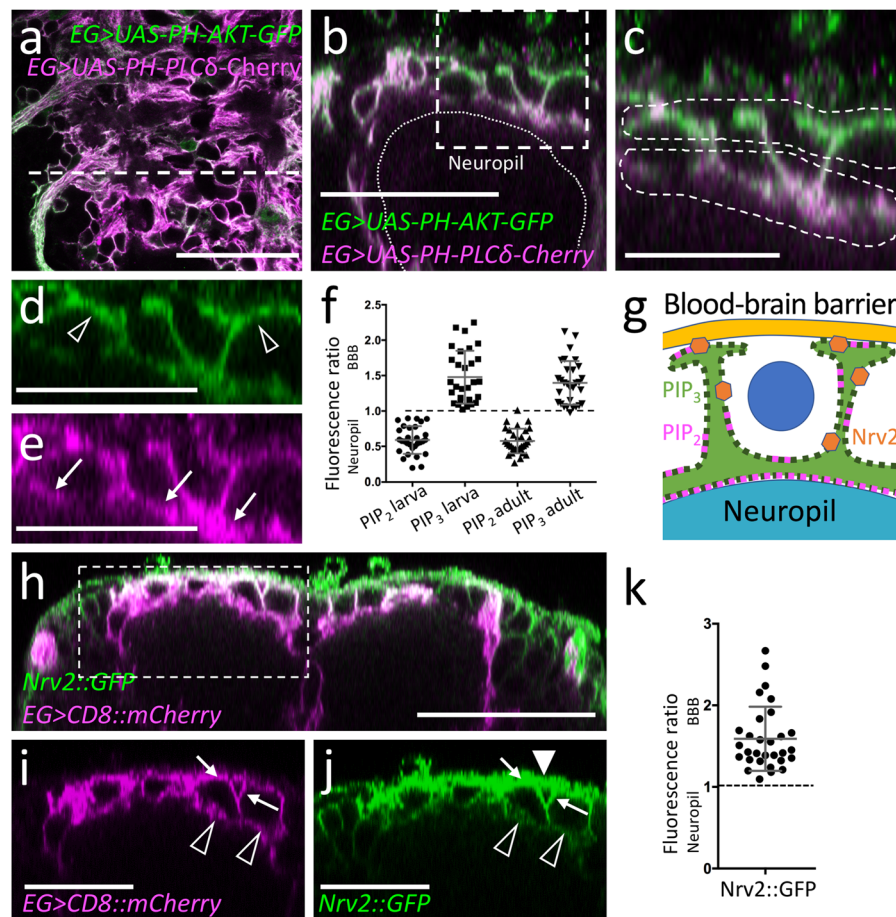 a
EG>UAS-PH-AKT-GFP
EG>UAS-PH-PLCδ-Cherry
b
Neuropil
EG>UAS-PH-AKT-GFP
EG>UAS-PH-PLCδ-Cherry
c
d
e
f
Fluorescence ratio
BBB
Neuropil
2.5
2.0
1.5
1.0
0.5
0.0
PIP2 larva
PIP3 larva
PIP2 adult
PIP3 adult
g
Blood-brain barrier
PIP3
PIP2
Nrv2
Neuropil
h
Nrv2::GFP
EG>CD8::mCherry
i
EG>CD8::mCherry
j
Nrv2::GFP
k
Fluorescence ratio
BBB
Neuropil
3
2
1
0
Nrv2::GFP